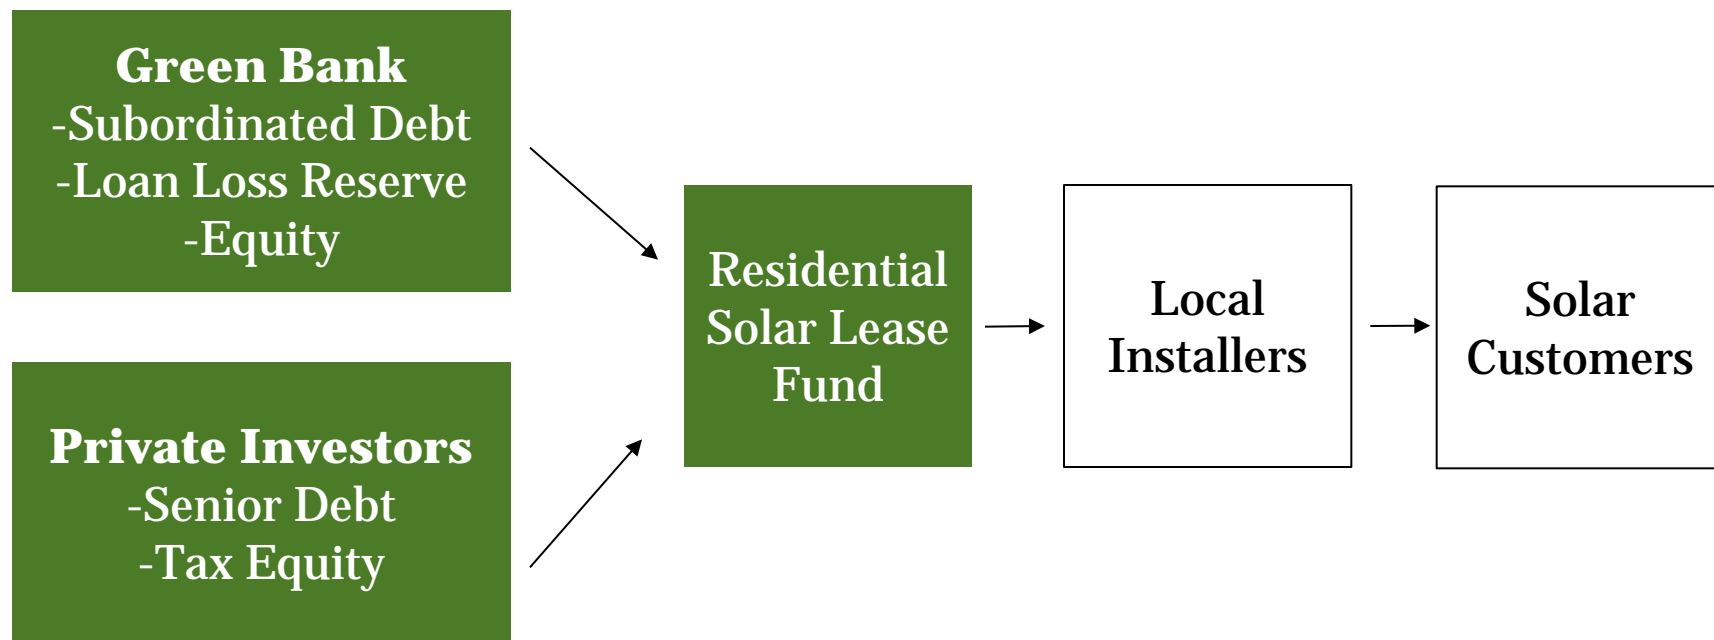 Green Bank
-Subordinated Debt
-Loan Loss Reserve
-Equity
Private Investors
-Senior Debt
-Tax Equity
Residential
Solar Lease
Fund
Local
Installers
Solar
Customers